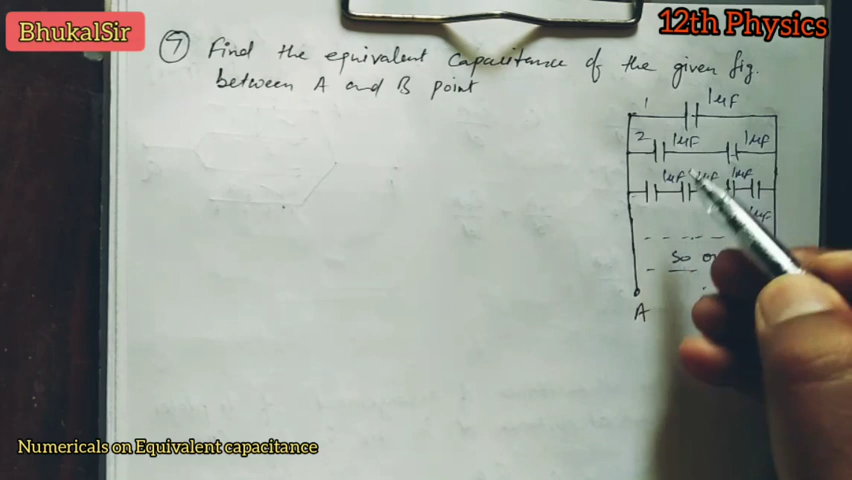 BhukalSir
12th Physics
7 Find the equivalent capacitance of the given fig.
between A and B point
1 1μF
2 1μF 1μF
1μF 1μF 1μF
1μF
So
A
Numericals on Equivalent capacitance